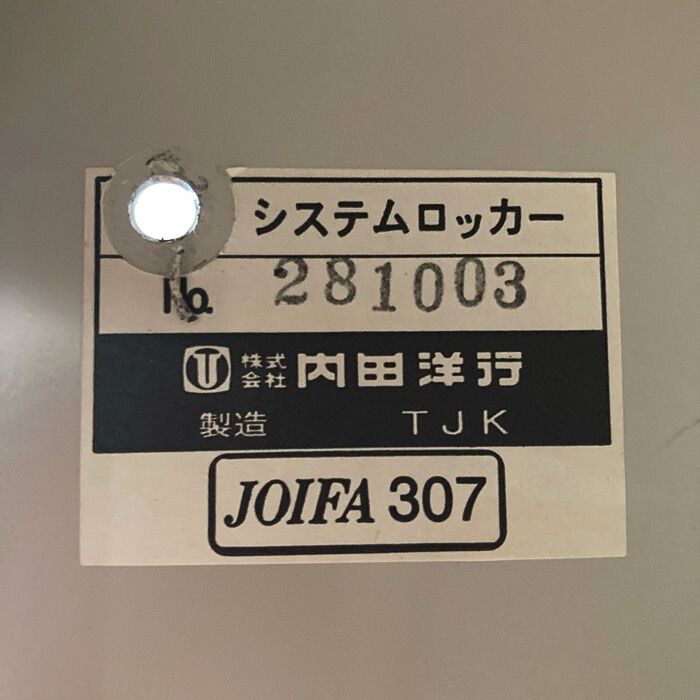 システムロッカー
No. 281003
株式会社 内田洋行
製造 TJK
JOIFA 307